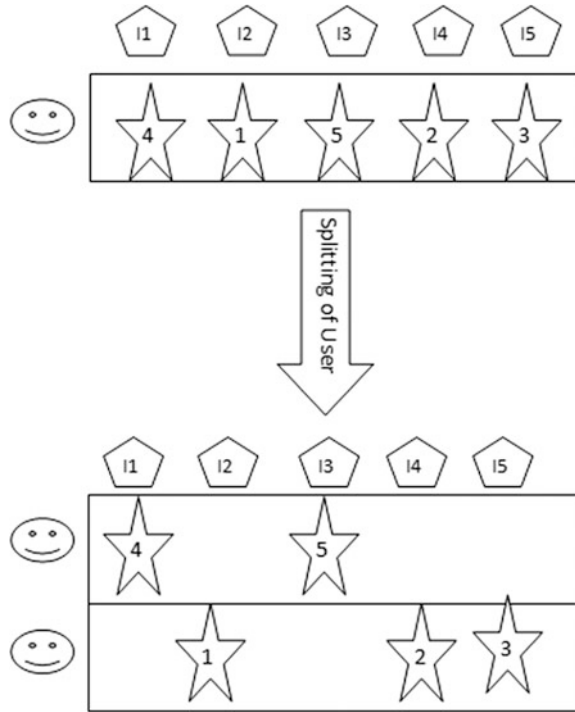 I1 I2 I3 I4 I5
4 1 5 2 3
Splitting of User
I1 I2 I3 I4 I5
4 5
1 2 3